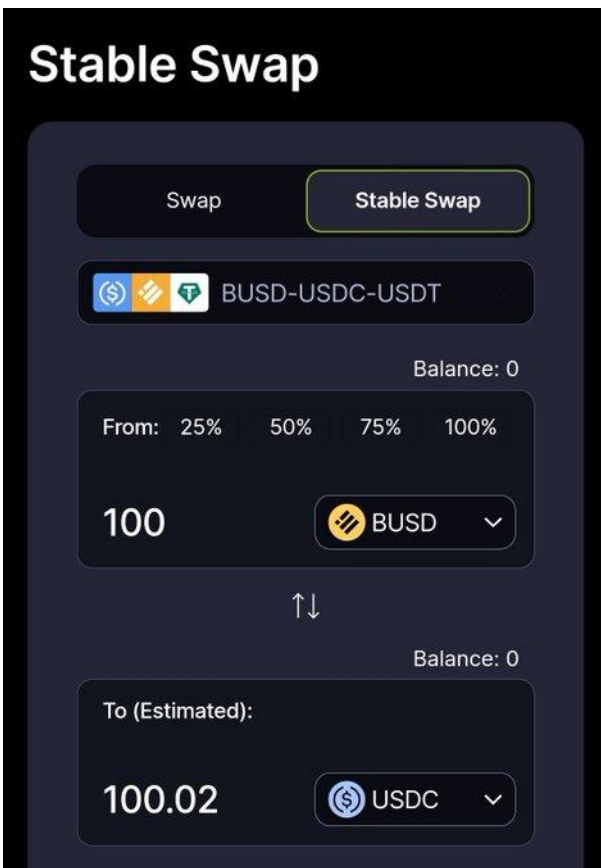 Stable Swap
Swap Stable Swap
BUSD-USDC-USDT
Balance: 0
From: 25% 50% 75% 100%
100 BUSD
Balance: 0
To (Estimated):
100.02 USDC